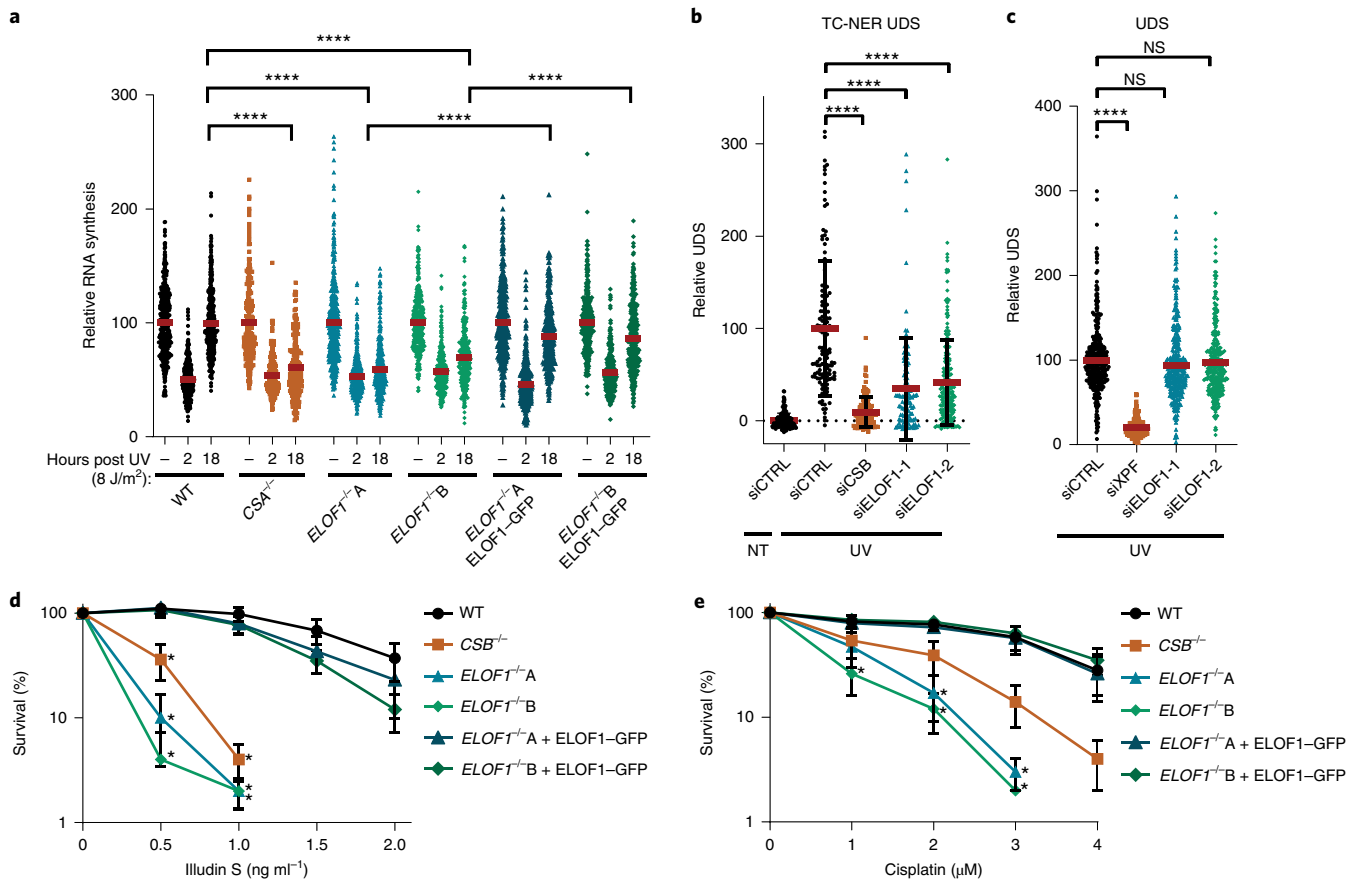 a
****
****
****
****
****
300
200
100
0
Relative RNA synthesis
Hours post UV
(8 J/m²):
– 2 18 – 2 18 – 2 18 – 2 18 – 2 18 – 2 18
WT
CSA⁻/⁻
ELOF1⁻/⁻A
ELOF1⁻/⁻B
ELOF1⁻/⁻A
ELOF1–GFP
ELOF1⁻/⁻B
ELOF1–GFP
b
TC-NER UDS
****
****
****
300
200
100
0
Relative UDS
siCTRL
siCTRL
siCSB
siELOF1-1
siELOF1-2
NT
UV
c
UDS
NS
NS
****
400
300
200
100
0
Relative UDS
siCTRL
siXPF
siELOF1-1
siELOF1-2
UV
d
100
10
1
Survival (%)
0 0.5 1.0 1.5 2.0
Illudin S (ng ml⁻¹)
*
*
*
*
*
*
WT
CSB⁻/⁻
ELOF1⁻/⁻A
ELOF1⁻/⁻B
ELOF1⁻/⁻A + ELOF1–GFP
ELOF1⁻/⁻B + ELOF1–GFP
e
100
10
1
Survival (%)
0 1 2 3 4
Cisplatin (μM)
*
*
*
*
*
WT
CSB⁻/⁻
ELOF1⁻/⁻A
ELOF1⁻/⁻B
ELOF1⁻/⁻A + ELOF1–GFP
ELOF1⁻/⁻B + ELOF1–GFP